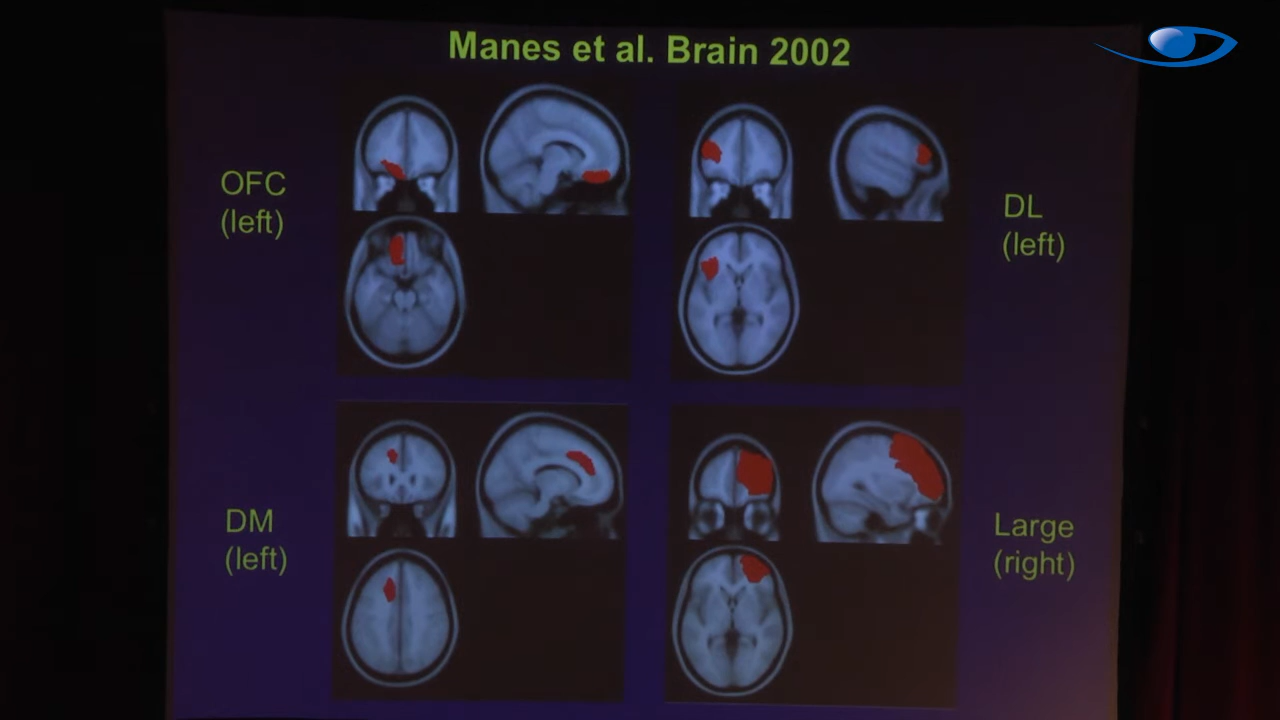 Manes et al. Brain 2002
OFC
(left)
DL
(left)
DM
(left)
Large
(right)